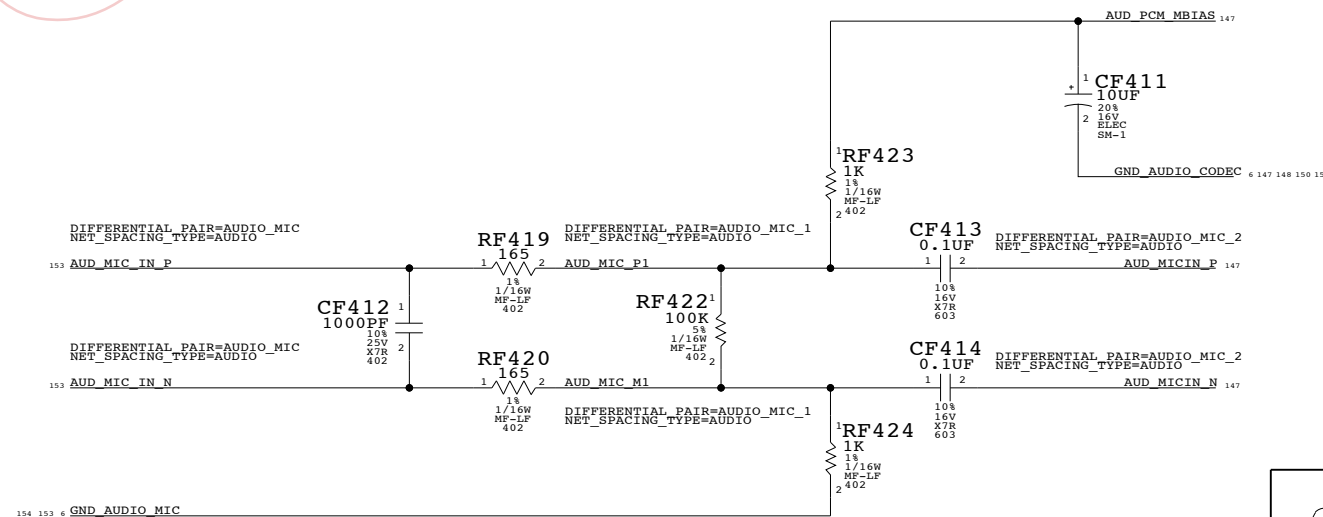 AUD_PCM_MBIAS 147
1 CF411
+ 10UF
20%
16V
2 ELEC
SM-1
GND_AUDIO_CODEC 6 147 148 150
1 RF423
1K
1%
1/16W
MF-LF
2 402
DIFFERENTIAL_PAIR=AUDIO_MIC
NET_SPACING_TYPE=AUDIO
153 AUD_MIC_IN_P
RF419
165
1 2
1%
1/16W
MF-LF
402
DIFFERENTIAL_PAIR=AUDIO_MIC_1
NET_SPACING_TYPE=AUDIO
AUD_MIC_P1
CF413
0.1UF
1 2
10%
16V
X7R
603
DIFFERENTIAL_PAIR=AUDIO_MIC_2
NET_SPACING_TYPE=AUDIO
AUD_MICIN_P 147
CF412 1
1000PF
10%
25V
X7R 2
402
RF422 1
100K
5%
1/16W
MF-LF
402 2
DIFFERENTIAL_PAIR=AUDIO_MIC
NET_SPACING_TYPE=AUDIO
153 AUD_MIC_IN_N
RF420
165
1 2
1%
1/16W
MF-LF
402
AUD_MIC_M1
DIFFERENTIAL_PAIR=AUDIO_MIC_1
NET_SPACING_TYPE=AUDIO
CF414
0.1UF
1 2
10%
16V
X7R
603
DIFFERENTIAL_PAIR=AUDIO_MIC_2
NET_SPACING_TYPE=AUDIO
AUD_MICIN_N 147
1 RF424
1K
1%
1/16W
MF-LF
2 402
154 153 6 GND_AUDIO_MIC